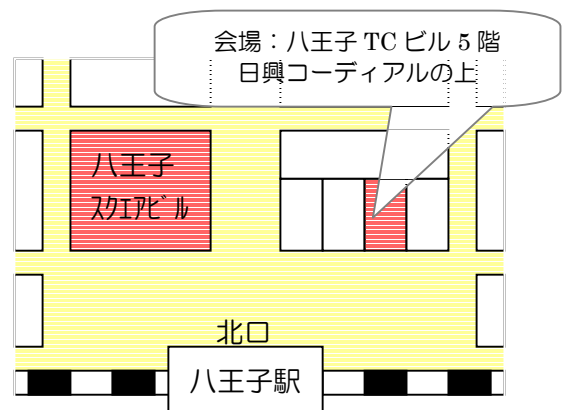 会場：八王子 TC ビル 5 階
日興コーディアルの上
八王子
ｽｸｴｱﾋﾞﾙ
北口
八王子駅